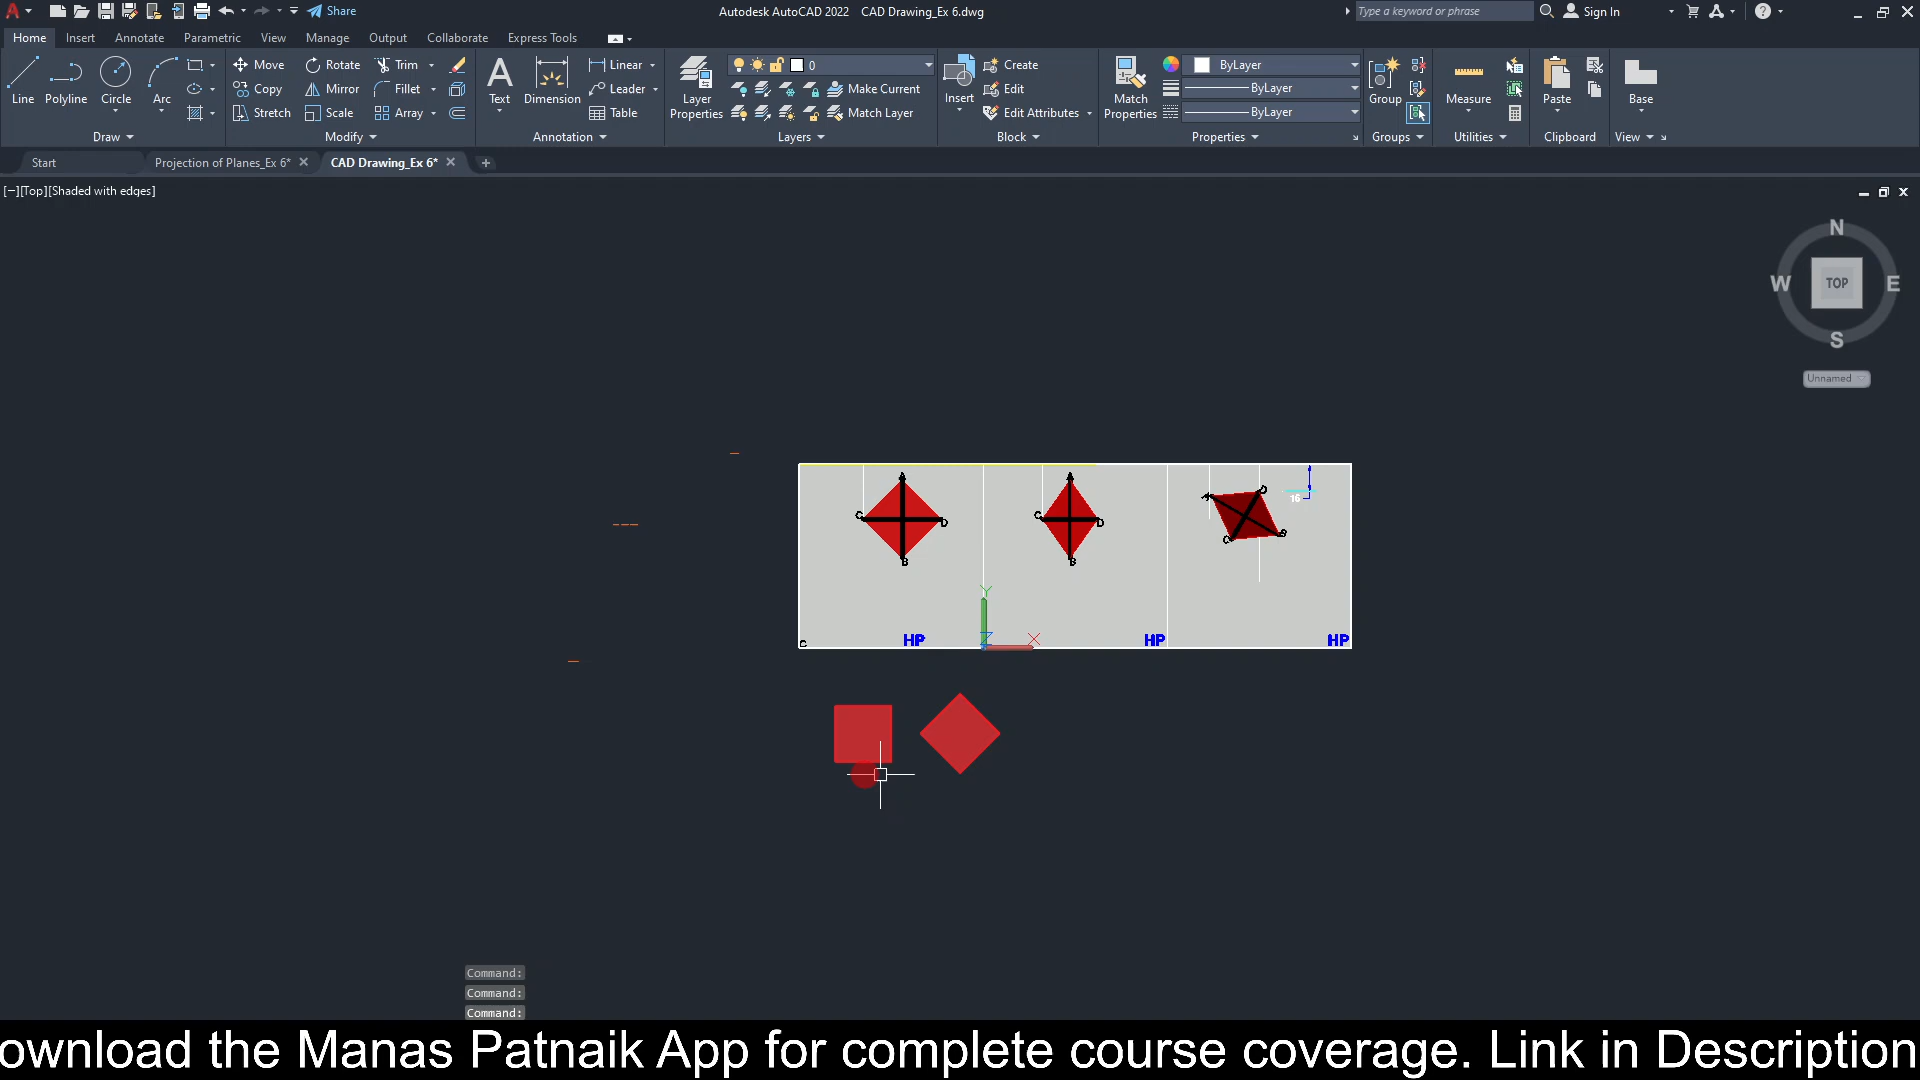 Share
Autodesk AutoCAD 2022 CAD Drawing_Ex 6.dwg
Type a keyword or phrase
Sign In
Home Insert Annotate Parametric View Manage Output Collaborate Express Tools
Line
Polyline
Circle
Arc
Draw
Move
Rotate
Trim
Copy
Mirror
Fillet
Stretch
Scale
Array
Modify
Text
Dimension
Linear
Leader
Table
Annotation
Layer
Properties
0
Make Current
Match Layer
Layers
Insert
Create
Edit
Edit Attributes
Block
Match
Properties
ByLayer
ByLayer
ByLayer
Properties
Group
Groups
Measure
Utilities
Paste
Clipboard
Base
View
Start
Projection of Planes_Ex 6*
CAD Drawing_Ex 6*
[−][Top][Shaded with edges]
N
W TOP E
S
Unnamed
A A
A D
16
C D C D
C B
B B
Y
C HP Z X HP HP
Command:
Command:
Command:
ownload the Manas Patnaik App for complete course coverage. Link in Description